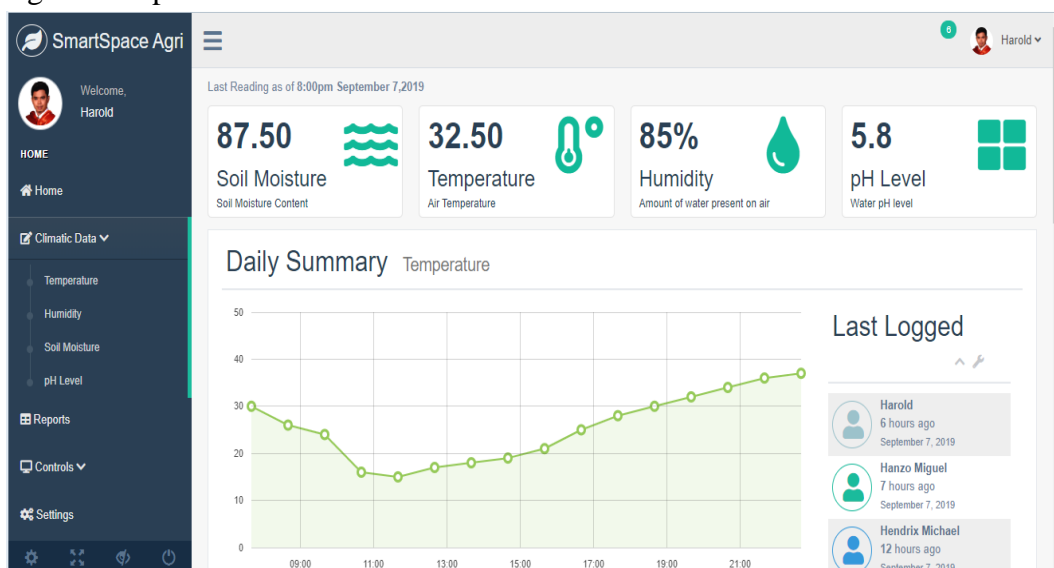 SmartSpace Agri
Welcome,
Harold
HOME
Home
Climatic Data
Temperature
Humidity
Soil Moisture
pH Level
Reports
Controls
Settings
6
Harold
Last Reading as of 8:00pm September 7,2019
87.50
Soil Moisture
Soil Moisture Content
32.50
Temperature
Air Temperature
85%
Humidity
Amount of water present on air
5.8
pH Level
Water pH level
Daily Summary Temperature
50
40
30
20
10
0
09:00 11:00 13:00 15:00 17:00 19:00 21:00
Last Logged
Harold
6 hours ago
September 7, 2019
Hanzo Miguel
7 hours ago
September 7, 2019
Hendrix Michael
12 hours ago
September 7, 2019